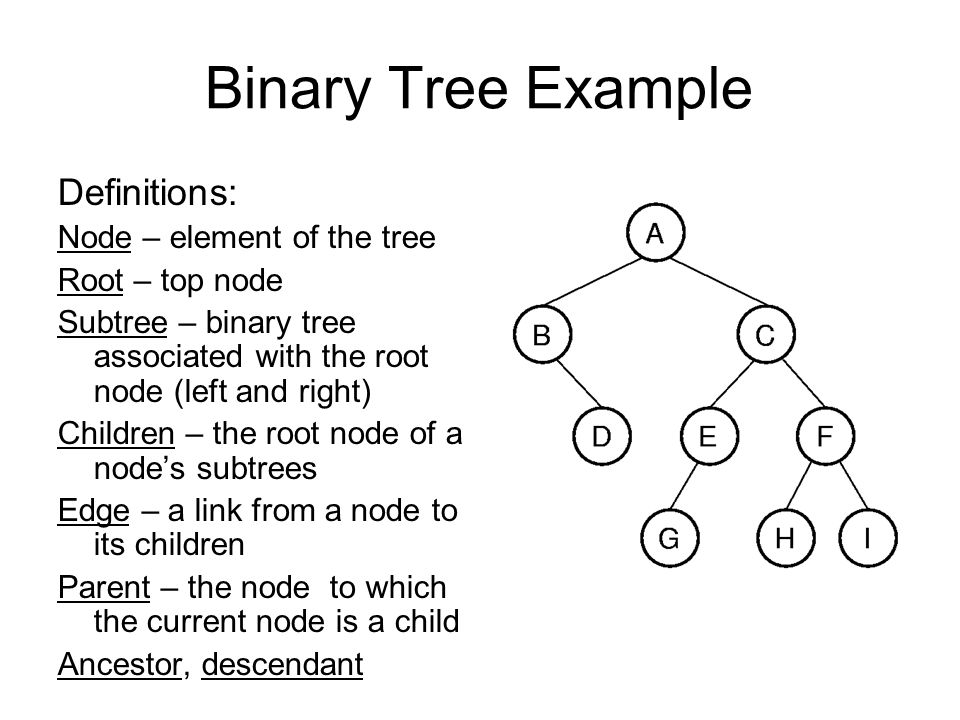 Binary Tree Example
Definitions:
Node – element of the tree
Root – top node
Subtree – binary tree
associated with the root
node (left and right)
Children – the root node of a
node’s subtrees
Edge – a link from a node to
its children
Parent – the node  to which
the current node is a child
Ancestor, descendant
A
B C
D E F
G H I